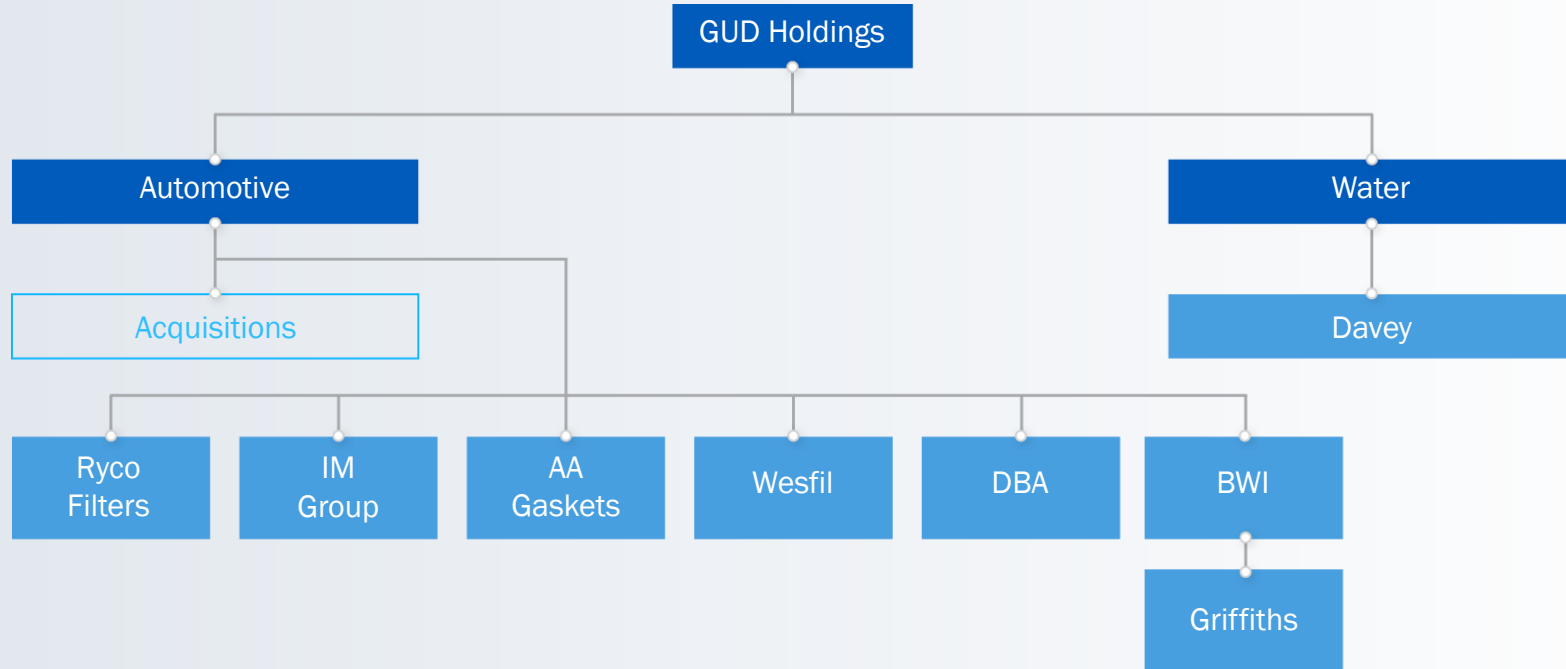 GUD Holdings
Automotive
Water
Acquisitions
Davey
Ryco
Filters
IM
Group
AA
Gaskets
Wesfil
DBA
BWI
Griffiths